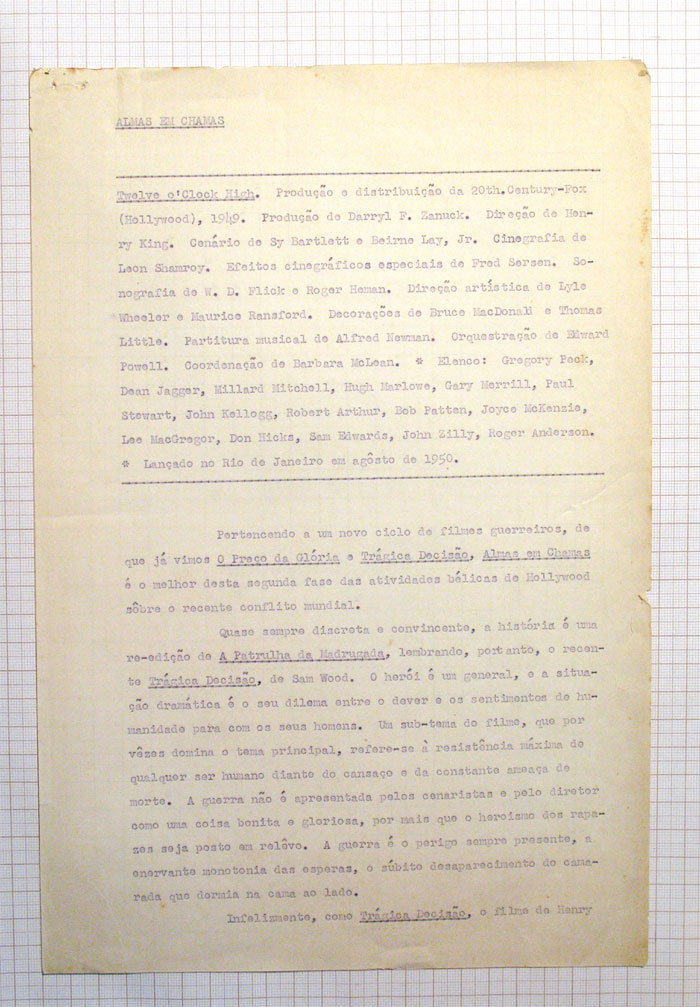 ALMAS EM CHAMAS
Twelve o'Clock High. Produção e distribuição da 20th.Century-Fox
(Hollywood), 1949. Produção de Darryl F. Zanuck. Direção de Hen-
ry King. Cenário de Sy Bartlett e Beirne Lay, Jr. Cinegrafia de
Leon Shamroy. Efeitos cinegráficos especiais de Fred Sersen. So-
nografia de W. D. Flick e Roger Heman. Direção artística de Lyle
Wheeler e Maurice Ransford. Decorações de Bruce MacDonald e Thomas
Little. Partitura musical de Alfred Newman. Orquestração de Edward
Powell. Coordenação de Barbara McLean. * Elenco: Gregory Peck,
Dean Jagger, Millard Mitchell, Hugh Marlowe, Gary Merrill, Paul
Stewart, John Kellogg, Robert Arthur, Bob Patten, Joyce McKenzie,
Lee MacGregor, Don Hicks, Sam Edwards, John Zilly, Roger Anderson.
* Lançado no Rio de Janeiro em agôsto de 1950.
Pertencendo a um novo ciclo de filmes guerreiros, de
que já vimos O Preço da Glória e Trágica Decisão, Almas em Chamas
é o melhor desta segunda fase das atividades bélicas de Hollywood
sôbre o recente conflito mundial.
Quase sempre discreta e convincente, a história é uma
re-edição de A Patrulha da Madrugada, lembrando, portanto, o recen-
te Trágica Decisão, de Sam Wood. O herói é um general, e a situa-
ção dramática é o seu dilema entre o dever e os sentimentos de hu-
manidade para com os seus homens. Um sub-tema do filme, que por
vêzes domina o tema principal, refere-se à resistência máxima de
qualquer ser humano diante do cansaço e da constante ameaça de
morte. A guerra não é apresentada pelos cenaristas e pelo diretor
como uma coisa bonita e gloriosa, por mais que o heroismo dos rapa-
zes seja posto em relêvo. A guerra é o perigo sempre presente, a
enervante monotonia das esperas, o súbito desaparecimento do cama-
rada que dormia na cama ao lado.
Infelizmente, como Trágica Decisão, o filme de Henry